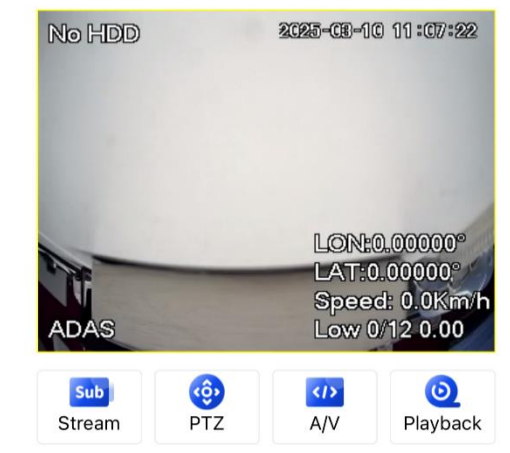 No HDD 2025-03-10 11:07:22
LON:0.00000°
LAT:0.00000°
Speed: 0.0Km/h
ADAS Low 0/12 0.00
Sub
Stream PTZ A/V Playback